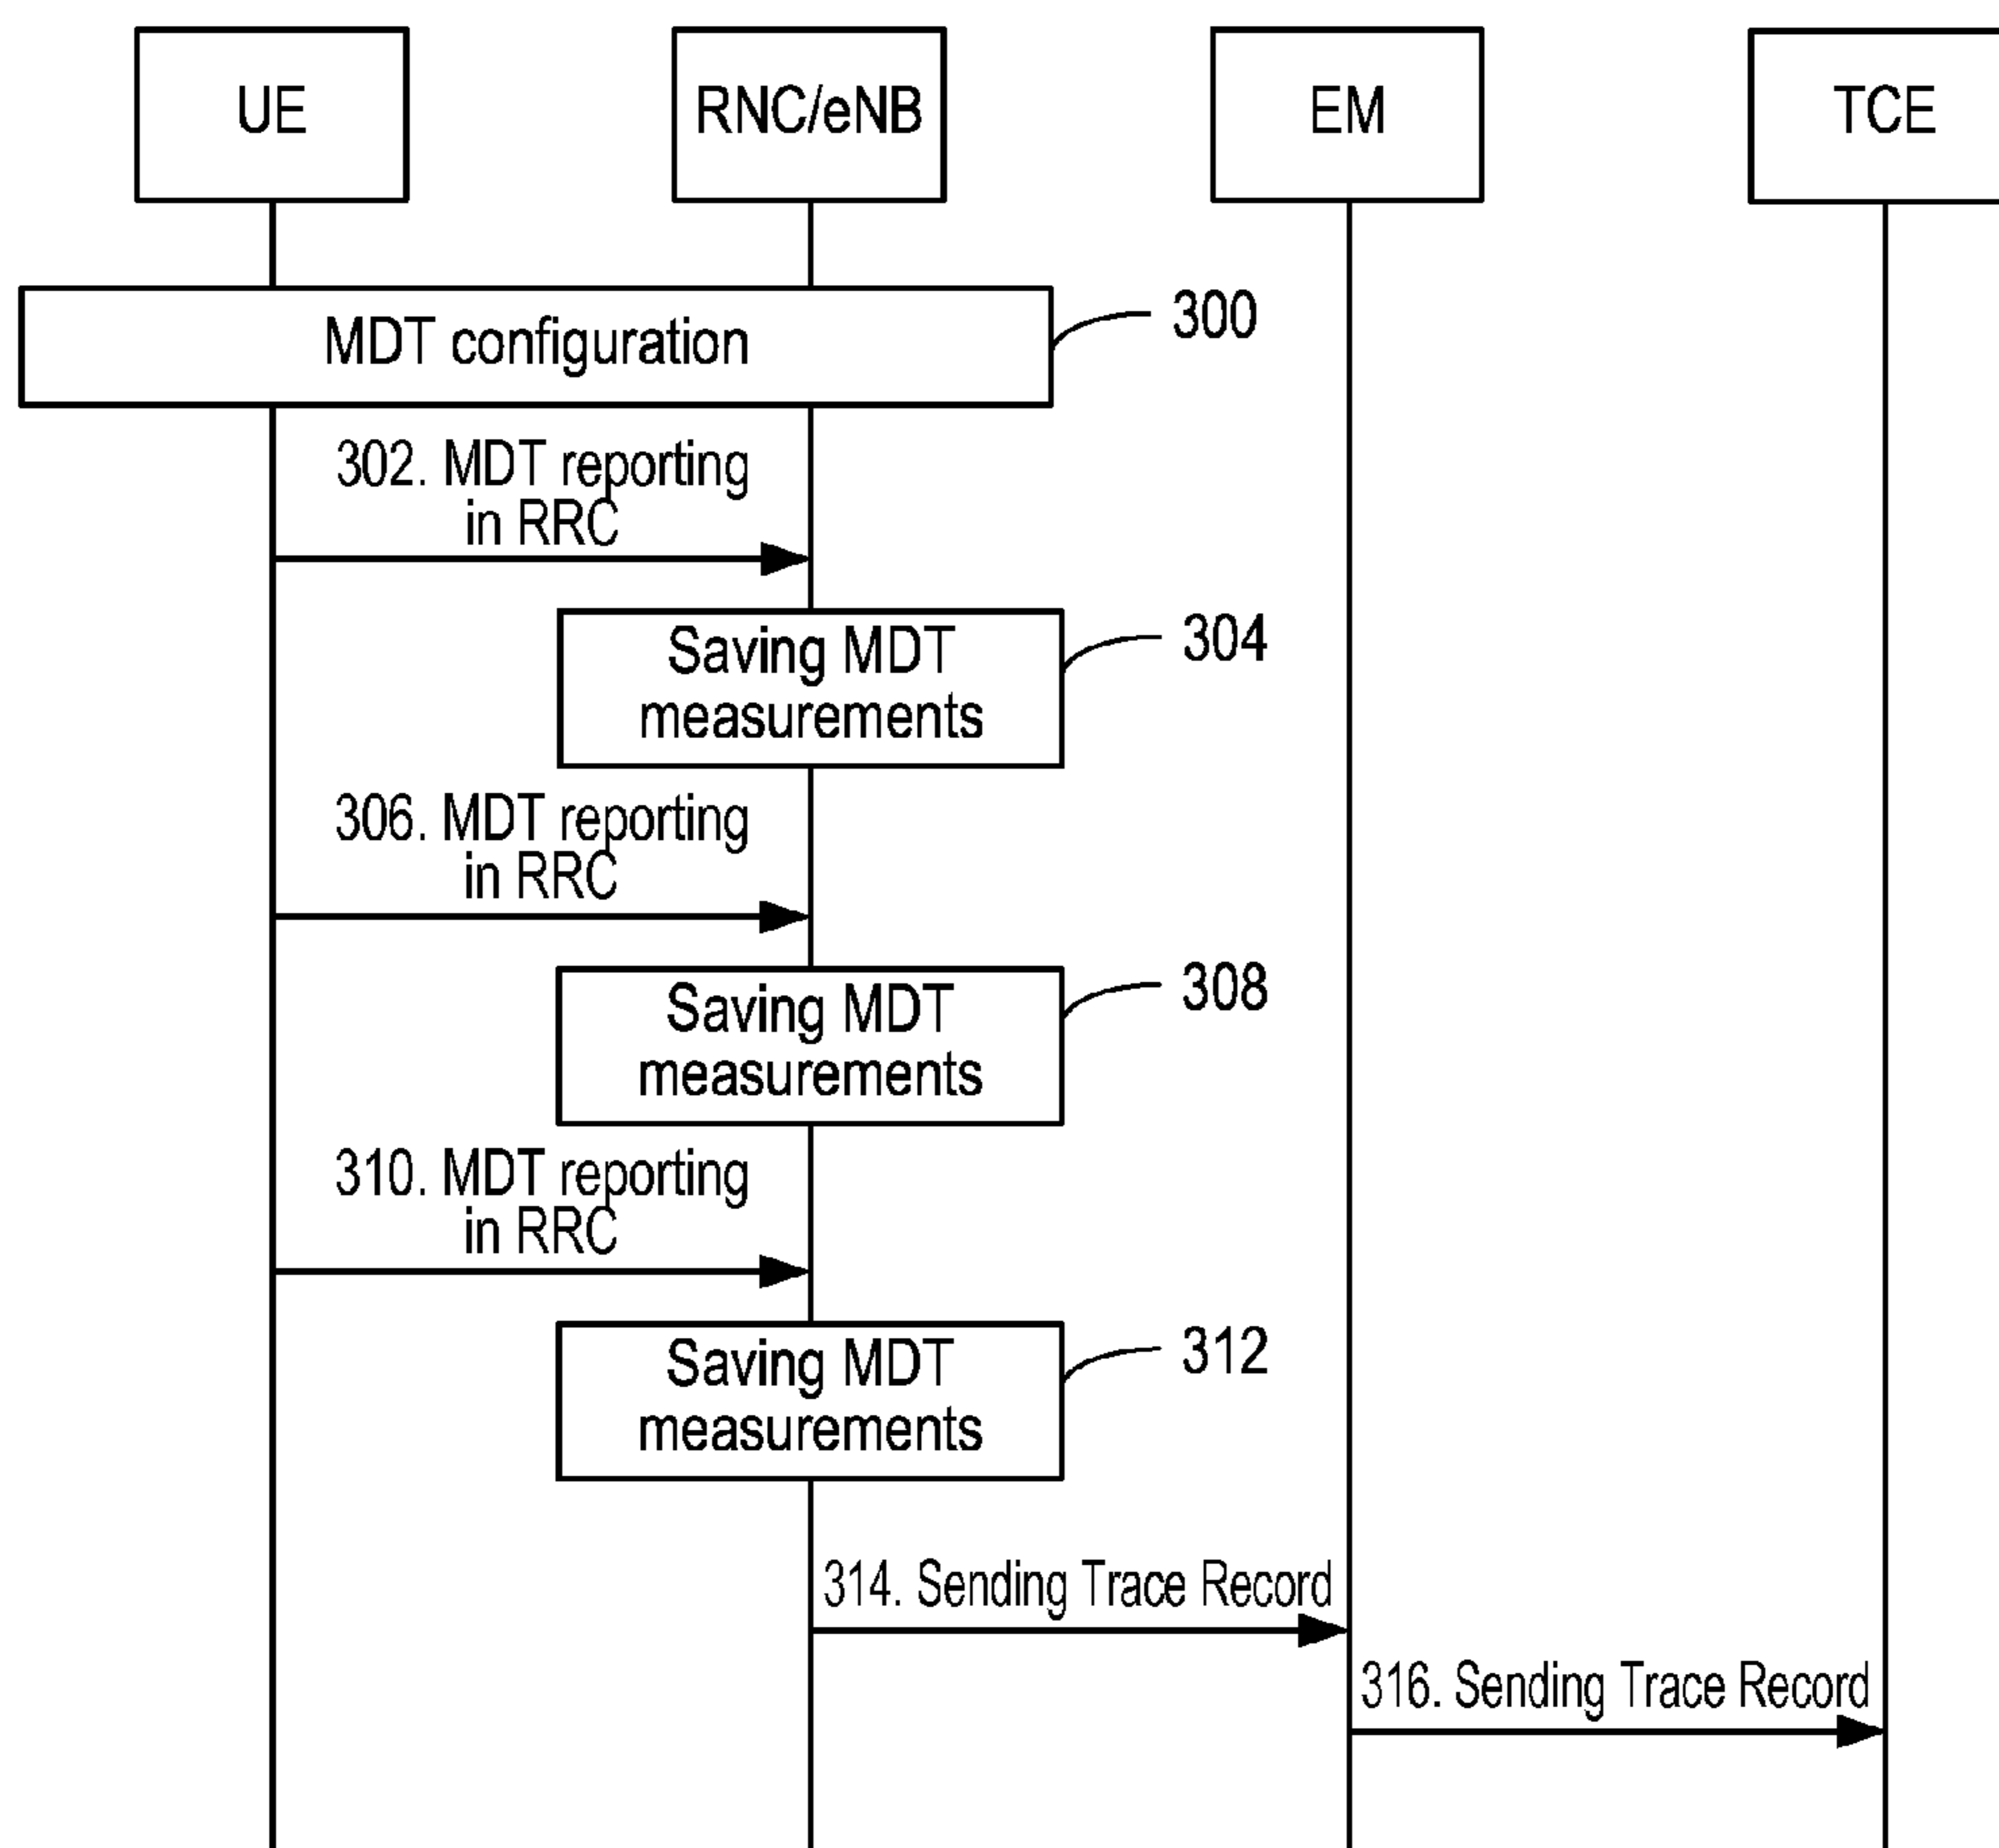 UE
RNC/eNB
EM
TCE
MDT configuration
300
302. MDT reporting
in RRC
Saving MDT
measurements
304
306. MDT reporting
in RRC
Saving MDT
measurements
308
310. MDT reporting
in RRC
Saving MDT
measurements
312
314. Sending Trace Record
316. Sending Trace Record